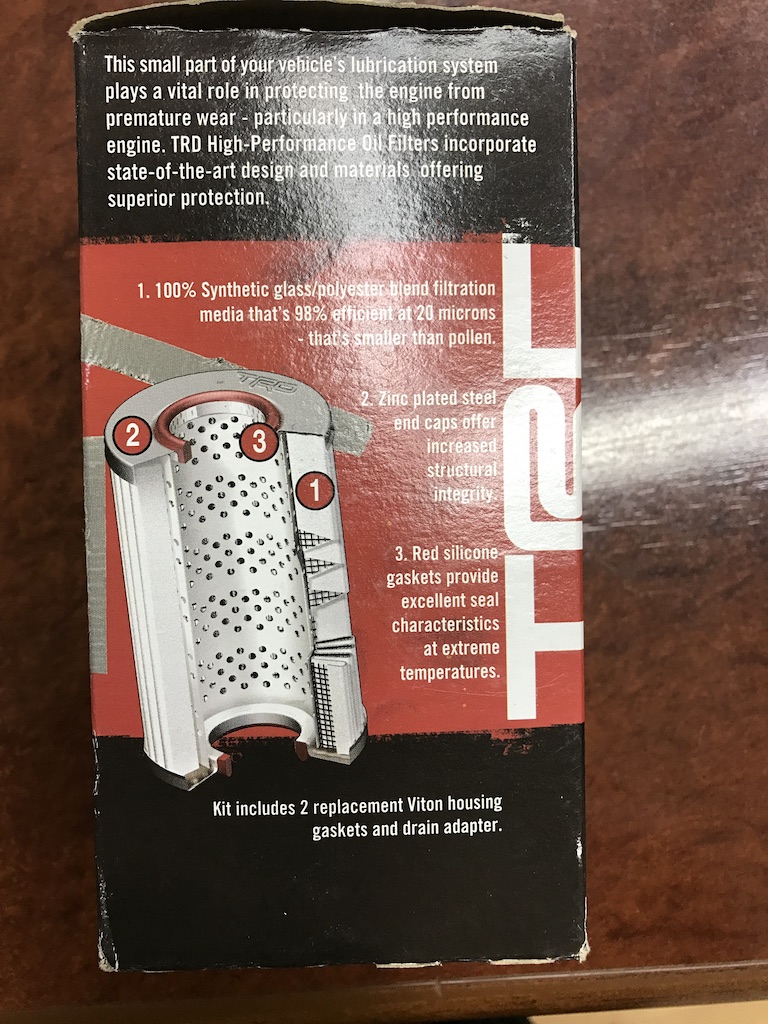 This small part of your vehicle's lubrication system
plays a vital role in protecting the engine from
premature wear - particularly in a high performance
engine. TRD High-Performance Oil Filters incorporate
state-of-the-art design and materials offering
superior protection.
1. 100% Synthetic glass/polyester blend filtration
media that's 98% efficient at 20 microns
- that's smaller than pollen.
TRD
2. Zinc plated steel
end caps offer
increased
structural
integrity.
2
3
1
3. Red silicone
gaskets provide
excellent seal
characteristics
at extreme
temperatures.
Kit includes 2 replacement Viton housing
gaskets and drain adapter.